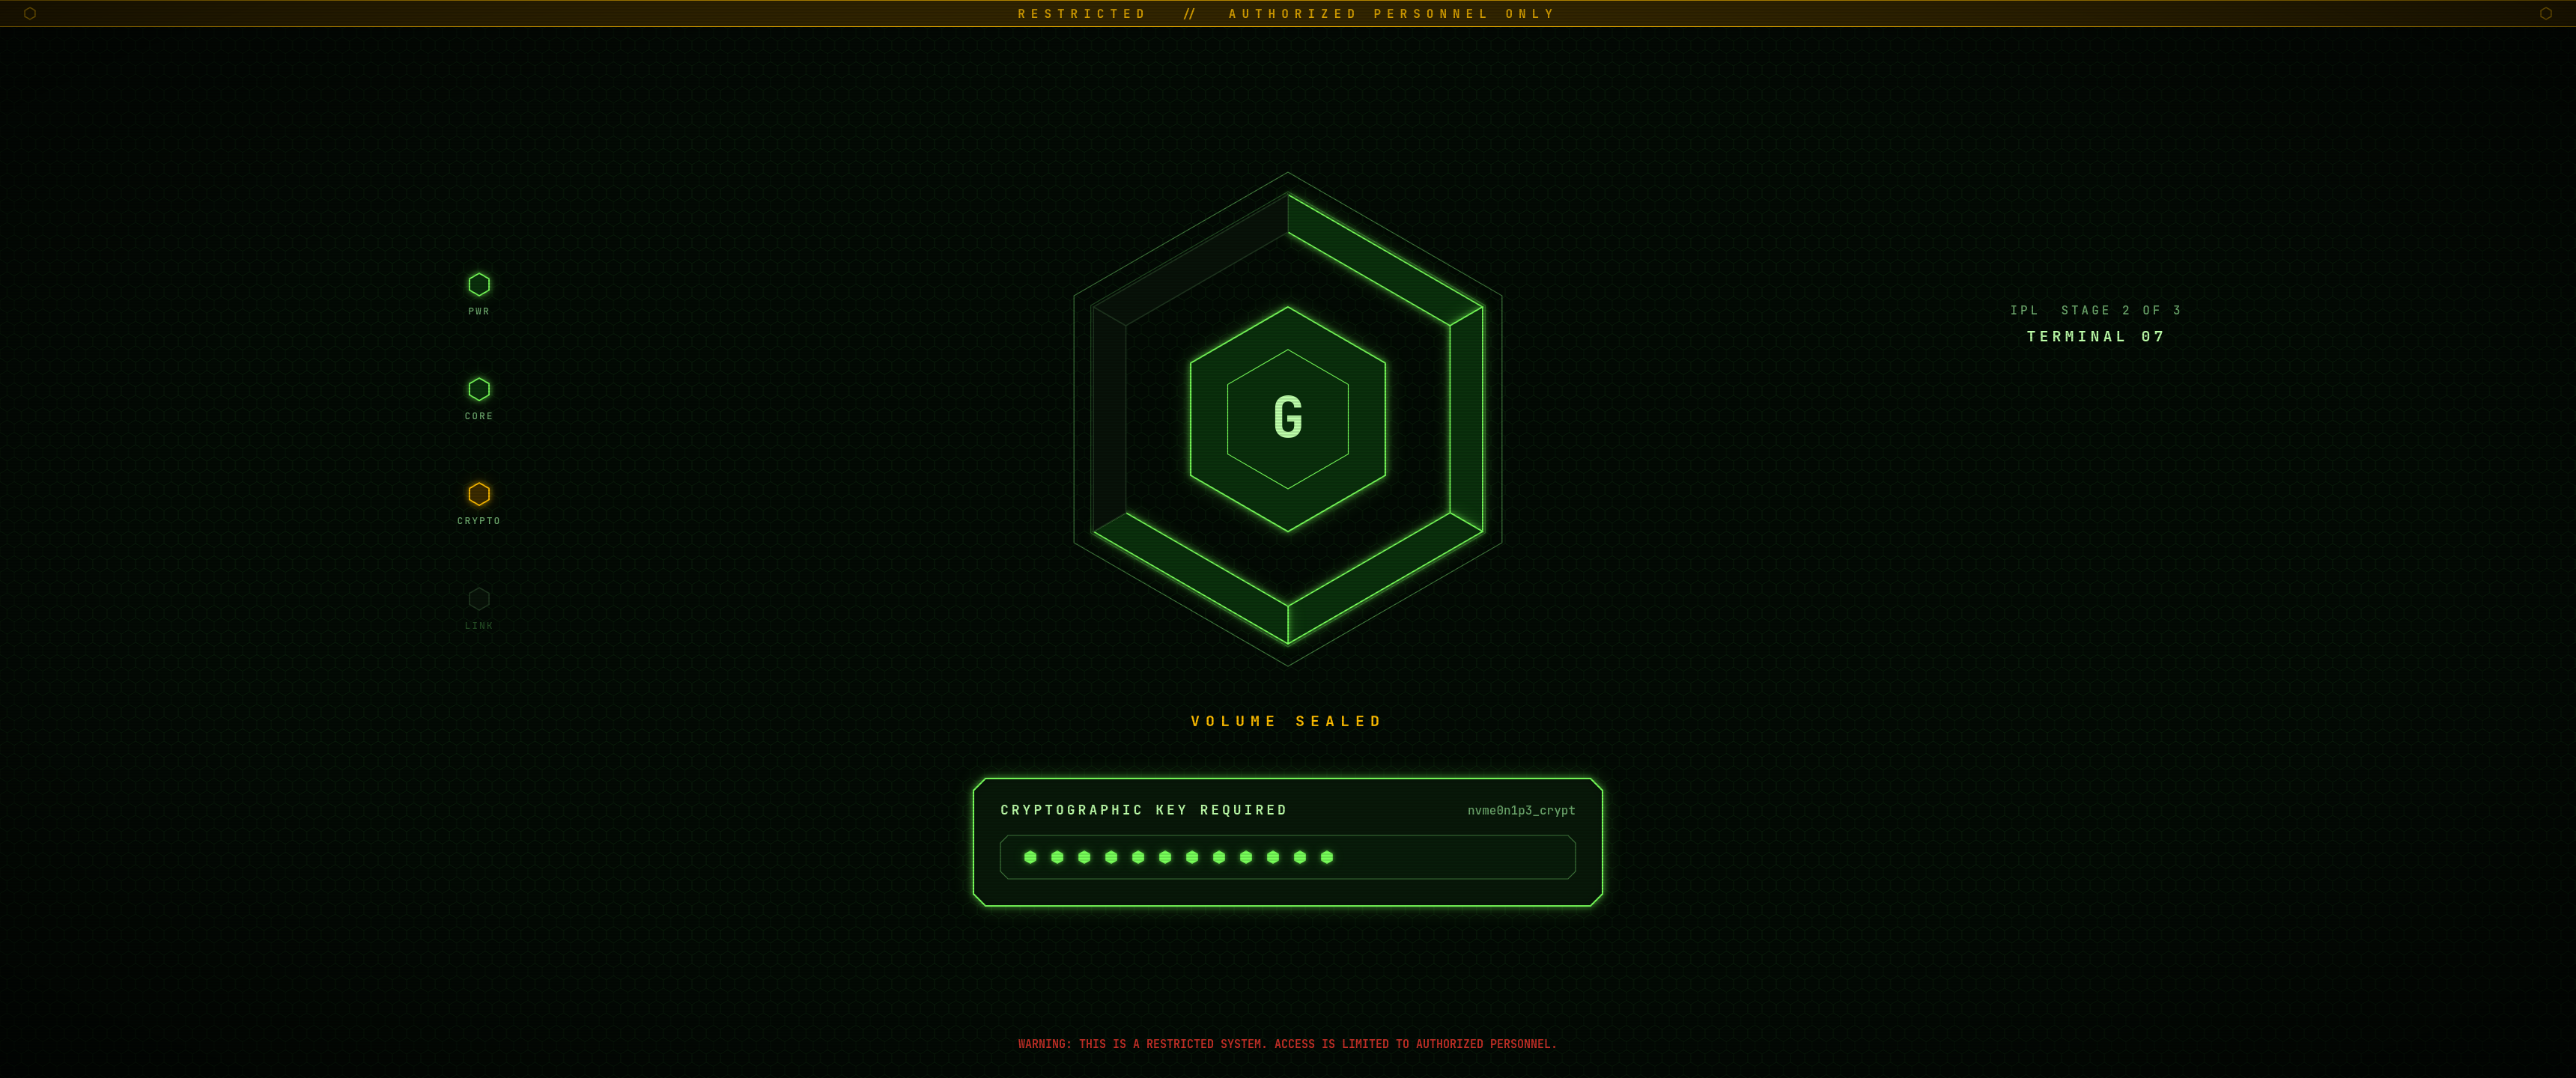 RESTRICTED // AUTHORIZED PERSONNEL ONLY
PWR
CORE
CRYPTO
LINK
G
IPL STAGE 2 OF 3
TERMINAL 07
VOLUME SEALED
CRYPTOGRAPHIC KEY REQUIRED
nvme0n1p3_crypt
WARNING: THIS IS A RESTRICTED SYSTEM. ACCESS IS LIMITED TO AUTHORIZED PERSONNEL.